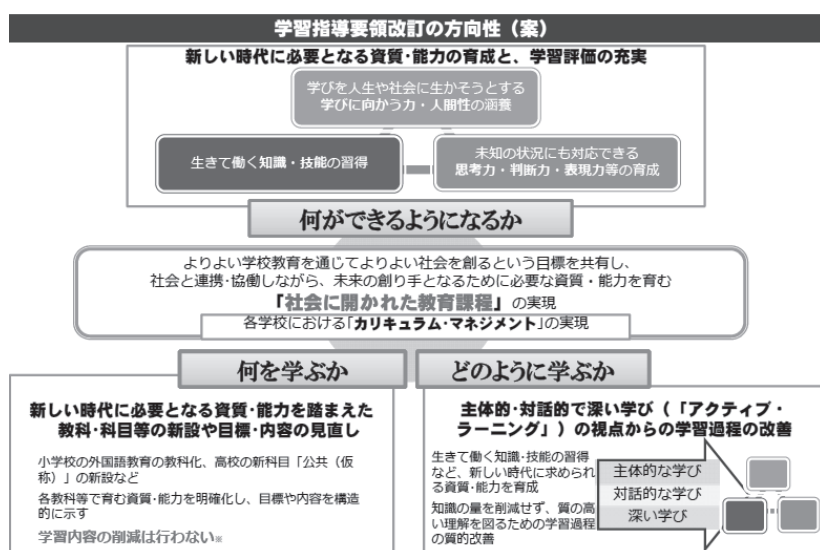 学習指導要領改訂の方向性（案）
新しい時代に必要となる資質・能力の育成と、学習評価の充実
学びを人生や社会に生かそうとする
学びに向かう力・人間性の涵養
生きて働く知識・技能の習得
未知の状況にも対応できる
思考力・判断力・表現力等の育成
何ができるようになるか
よりよい学校教育を通じてよりよい社会を創るという目標を共有し、
社会と連携・協働しながら、未来の創り手となるために必要な資質・能力を育む
「社会に開かれた教育課程」の実現
各学校における「カリキュラム・マネジメント」の実現
何を学ぶか
新しい時代に必要となる資質・能力を踏まえた
教科・科目等の新設や目標・内容の見直し
小学校の外国語教育の教科化、高校の新科目「公共（仮
称）」の新設など
各教科等で育む資質・能力を明確化し、目標や内容を構造
的に示す
学習内容の削減は行わない※
どのように学ぶか
主体的・対話的で深い学び（「アクティブ・
ラーニング」）の視点からの学習過程の改善
生きて働く知識・技能の習得
など、新しい時代に求められ
る資質・能力を育成
知識の量を削減せず、質の高
い理解を図るための学習過程
の質的改善
主体的な学び
対話的な学び
深い学び